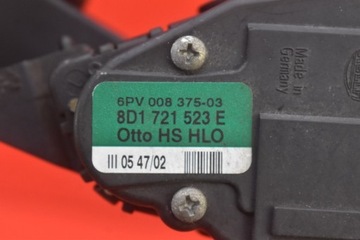 Made in
Germany
6PV 008 375-03
8D1 721 523 E
Otto HS HLO
III 05 47/02